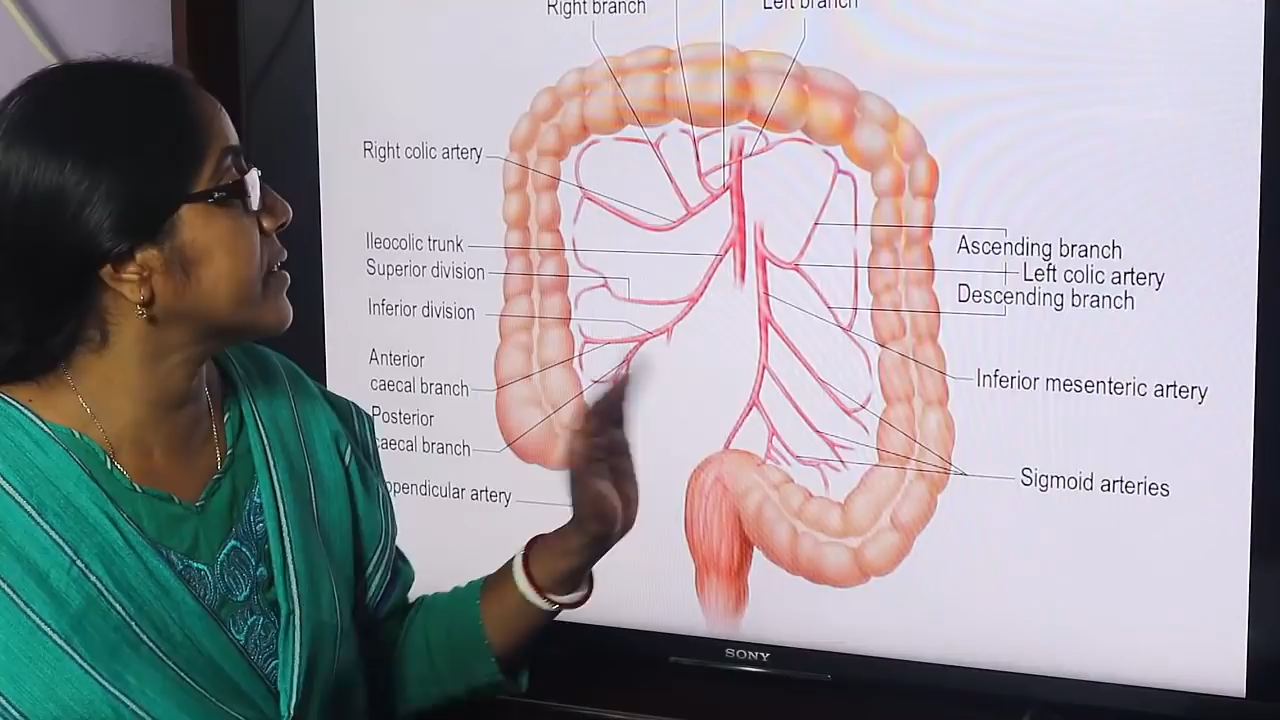 Right branch
Left branch
Right colic artery
Ileocolic trunk
Superior division
Inferior division
Anterior
caecal branch
Posterior
caecal branch
artery
Ascending branch
Left colic artery
Descending branch
Inferior mesenteric artery
Sigmoid arteries
SONY